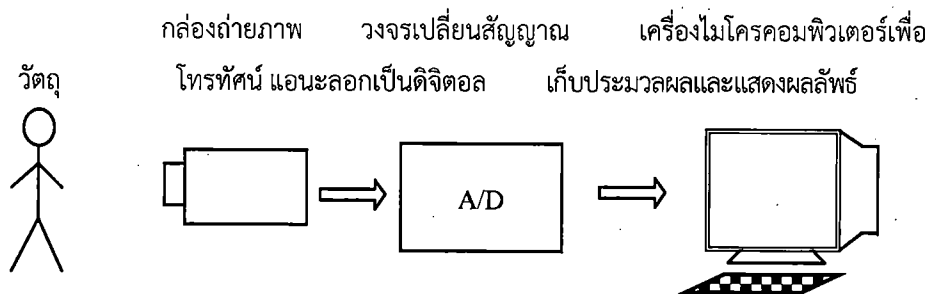 กล่องถ่ายภาพ วงจรเปลี่ยนสัญญาณ เครื่องไมโครคอมพิวเตอร์เพื่อ
วัตถุ โทรทัศน์ แอนะลอกเป็นดิจิตอล เก็บประมวลผลและแสดงผลลัพธ์
A/D